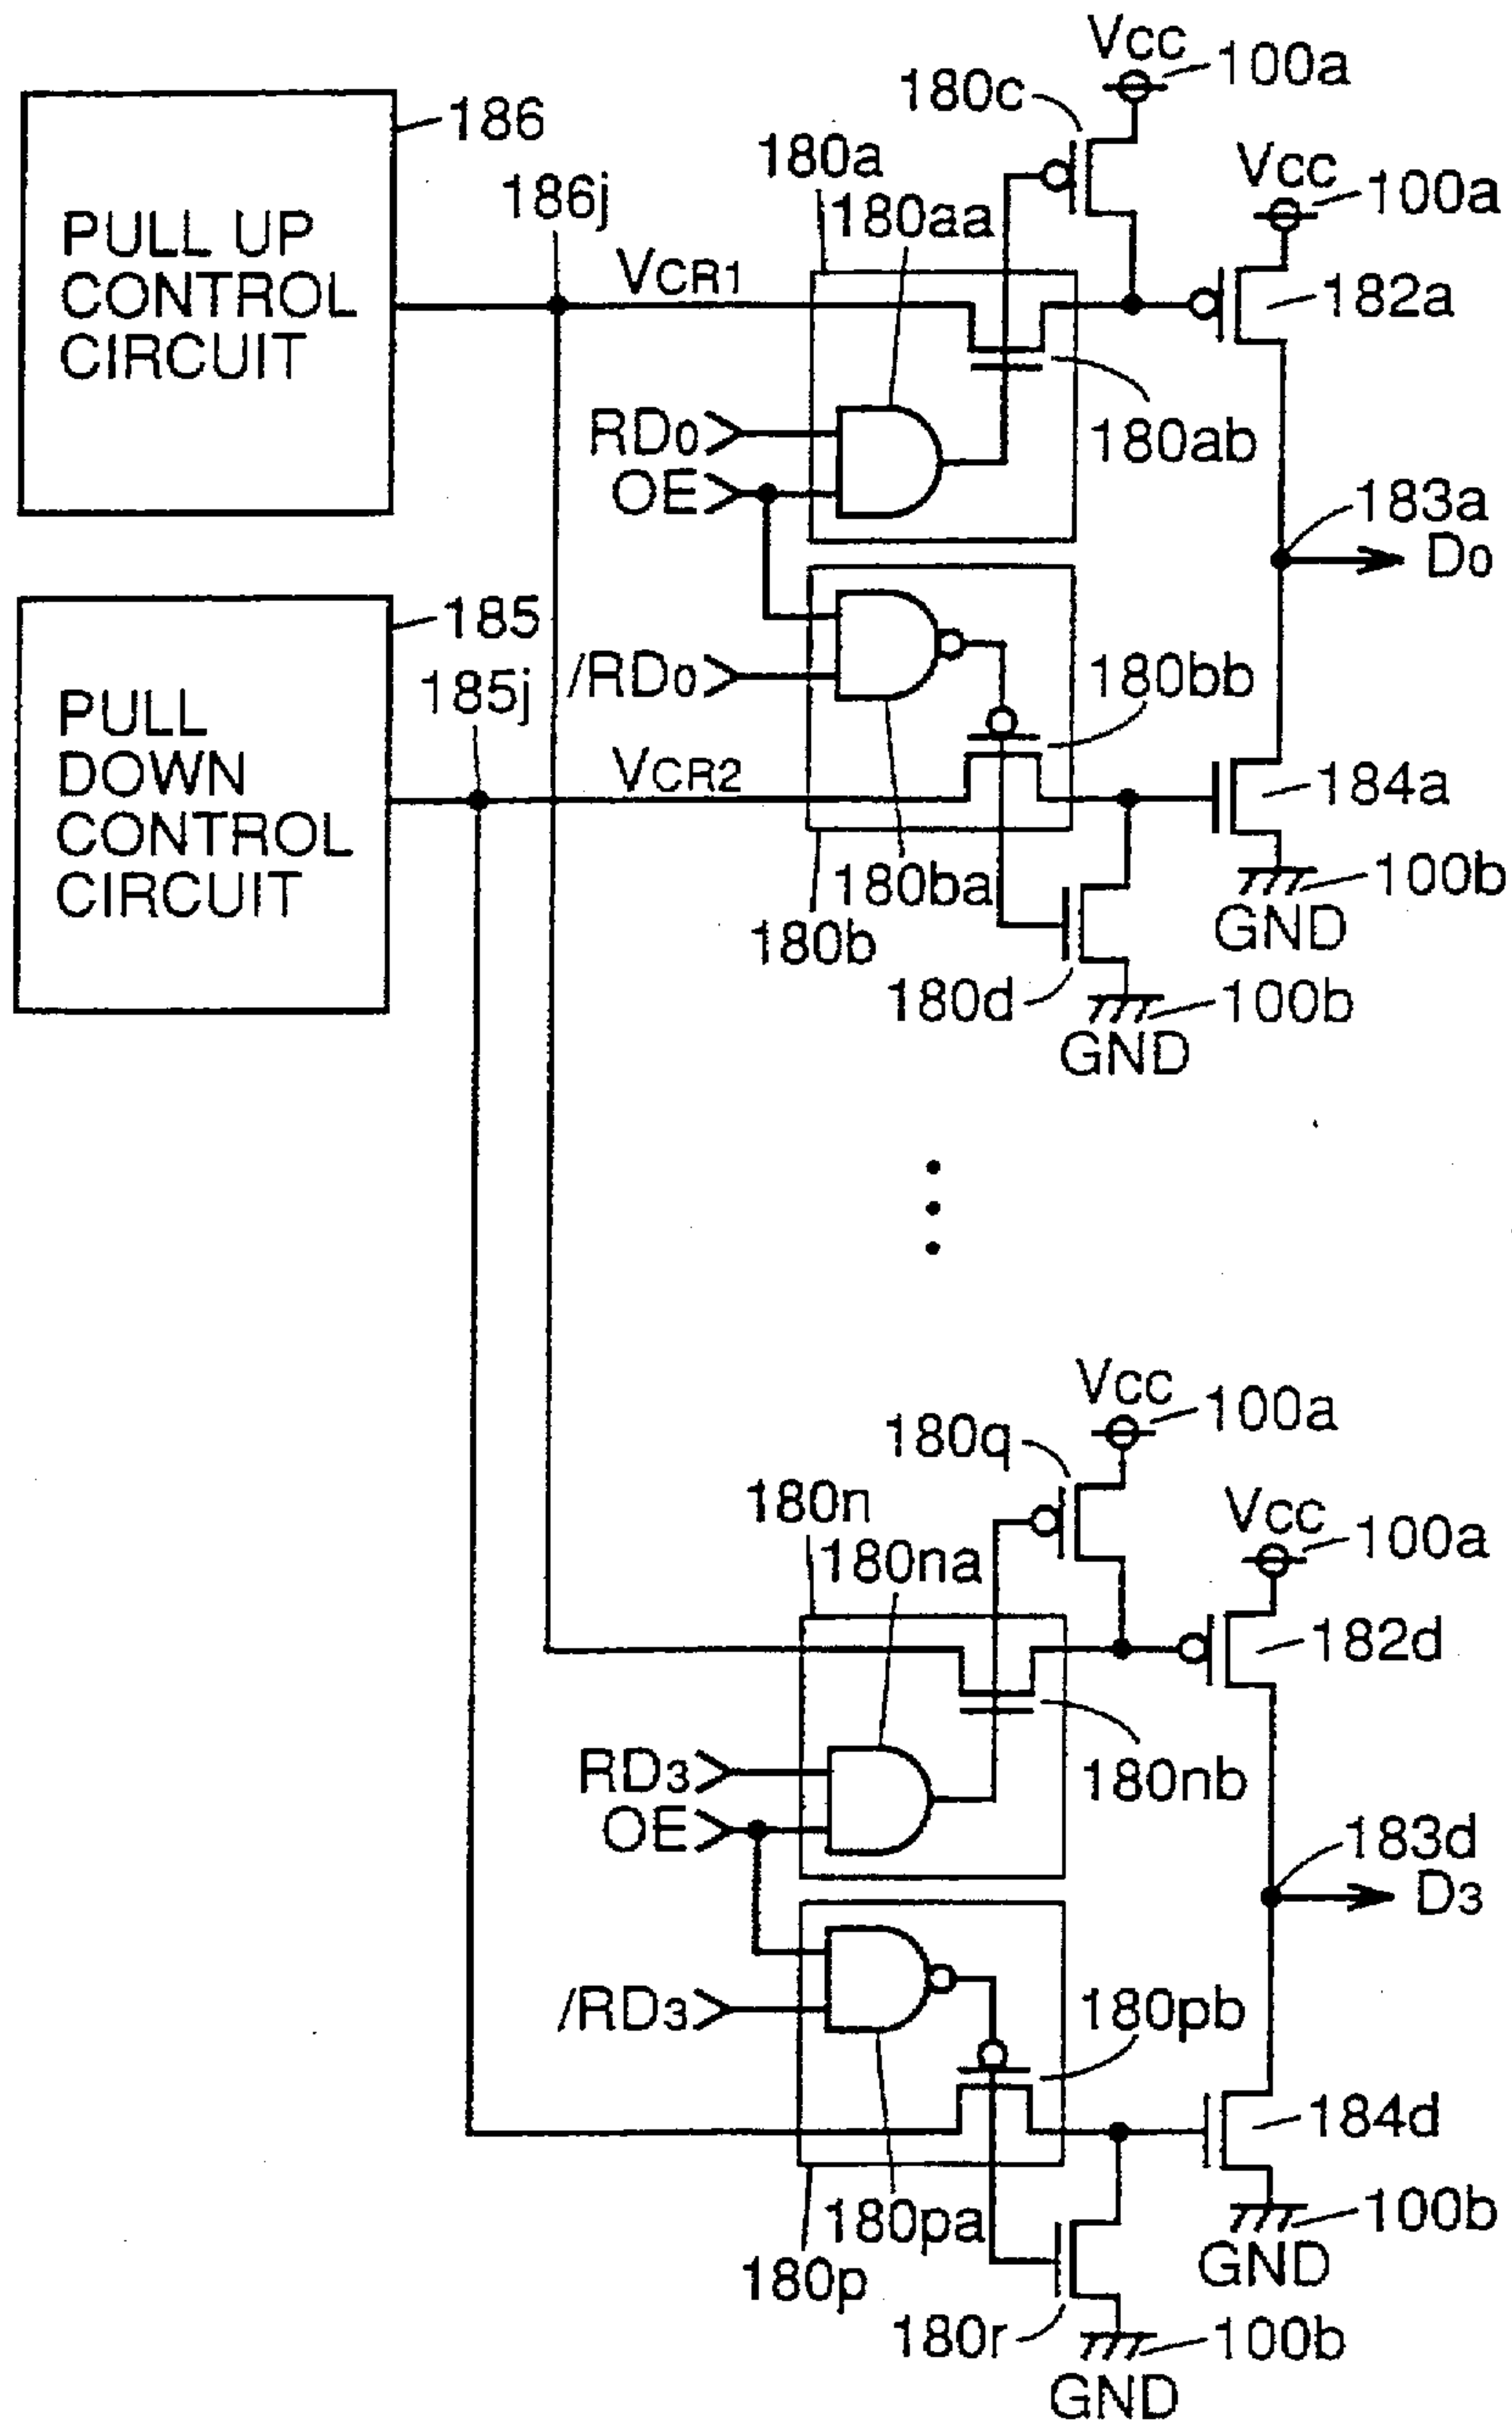 Vcc
100a
180c
186
180a
Vcc
100a
186j
180aa
PULL UP
CONTROL
CIRCUIT
VCR1
182a
RD0
180ab
OE
183a
D0
185
/RD0
180bb
185j
PULL
DOWN
CONTROL
CIRCUIT
VCR2
184a
180ba
100b
GND
180b
180d
100b
GND
Vcc
100a
180q
180n
Vcc
100a
180na
182d
RD3
180nb
OE
183d
D3
/RD3
180pb
184d
180pa
100b
GND
180p
180r
100b
GND